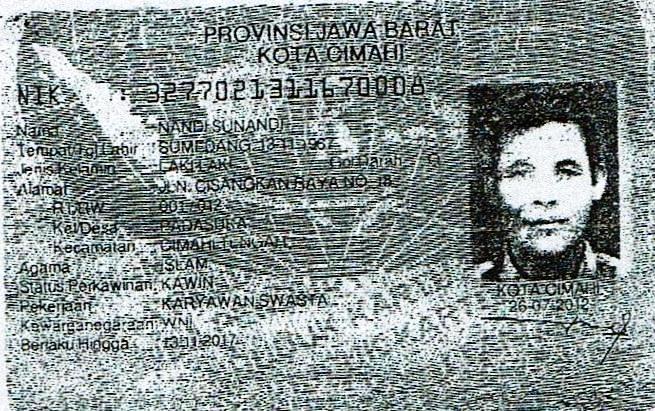 PROVINSI JAWA BARAT
KOTA CIMAHI
NIK : 3277021311670006
Nama : NANDI SUNANDI
Tempat/Tgl Lahir : SUMEDANG, 13-11-1967
Jenis Kelamin : LAKI-LAKI Gol Darah :
Alamat : JLN. CISANGKAN RAYA NO. 18
RT/RW : 001 / 012
Kel/Desa : PADASUKA
Kecamatan : CIMAHI TENGAH
Agama : ISLAM
Status Perkawinan: KAWIN
Pekerjaan : KARYAWAN SWASTA
Kewarganegaraan: WNI
Berlaku Hingga : 13-11-2017
KOTA CIMAHI
26-07-2012